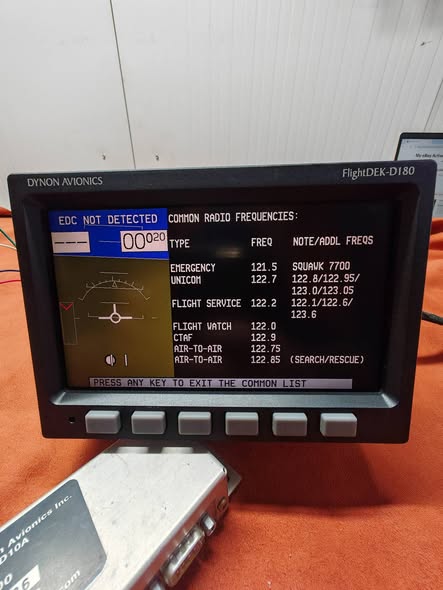 DYNON AVIONICS
FlightDEK-D180
EDC NOT DETECTED
--- 00020
COMMON RADIO FREQUENCIES:
TYPE FREQ NOTE/ADDL FREQS
EMERGENCY 121.5 SQUAWK 7700
UNICOM 122.7 122.8/122.95/
123.0/123.05
FLIGHT SERVICE 122.2 122.1/122.6/
123.6
FLIGHT WATCH 122.0
CTAF 122.9
AIR-TO-AIR 122.75
AIR-TO-AIR 122.85 (SEARCH/RESCUE)
PRESS ANY KEY TO EXIT THE COMMON LIST
Avionics Inc.
D10A